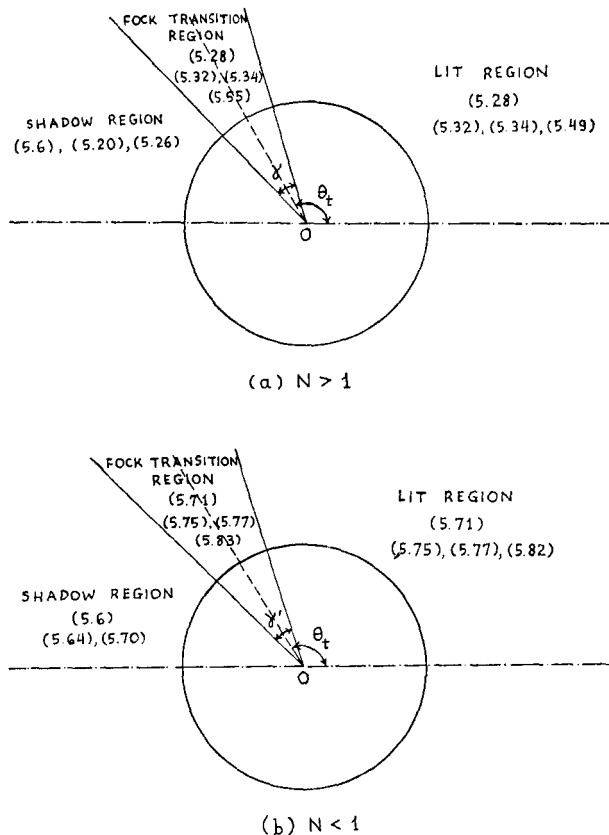 FOCK TRANSITION
REGION
(5.28)
(5.32), (5.34)
(5.55)
LIT REGION
(5.28)
(5.32), (5.34), (5.49)
SHADOW REGION
(5.6), (5.20), (5.26)
γ
θt
O
(a) N > 1
FOCK TRANSITION
REGION
(5.71)
(5.75), (5.77)
(5.83)
LIT REGION
(5.71)
(5.75), (5.77), (5.82)
SHADOW REGION
(5.6)
(5.64), (5.70)
γ'
θt
O
(b) N < 1